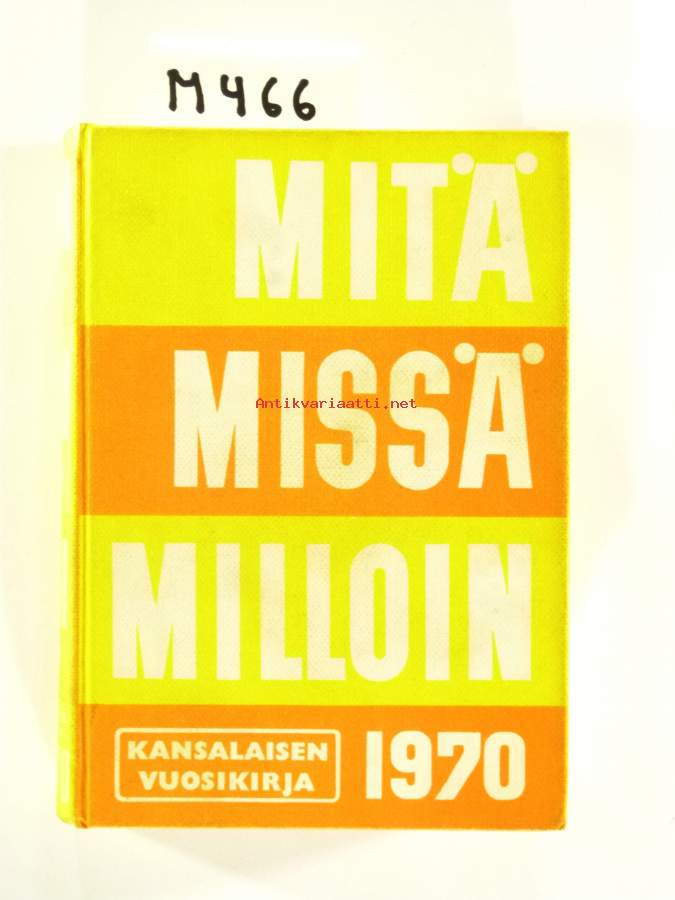 M466
MITÄ
MISSÄ
Antikvariaatti.net
MILLOIN
KANSALAISEN
VUOSIKIRJA
1970